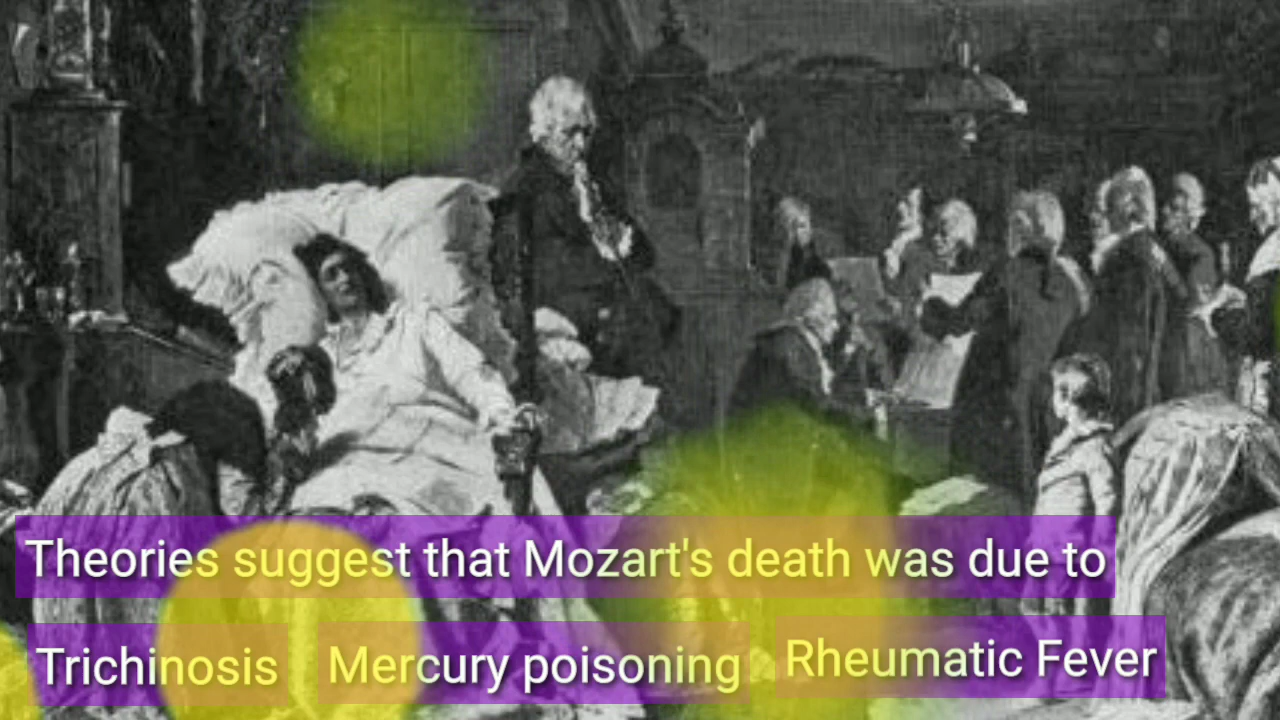 Theories suggest that Mozart's death was due to
Trichinosis Mercury poisoning Rheumatic Fever